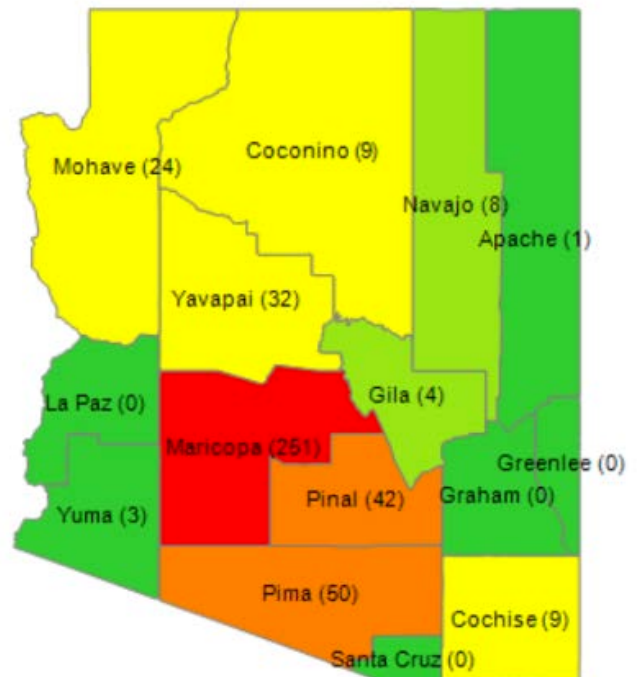 Mohave (24)
Coconino (9)
Navajo (8)
Apache (1)
Yavapai (32)
La Paz (0)
Gila (4)
Maricopa (251)
Greenlee (0)
Pinal (42)
Graham (0)
Yuma (3)
Pima (50)
Cochise (9)
Santa Cruz (0)